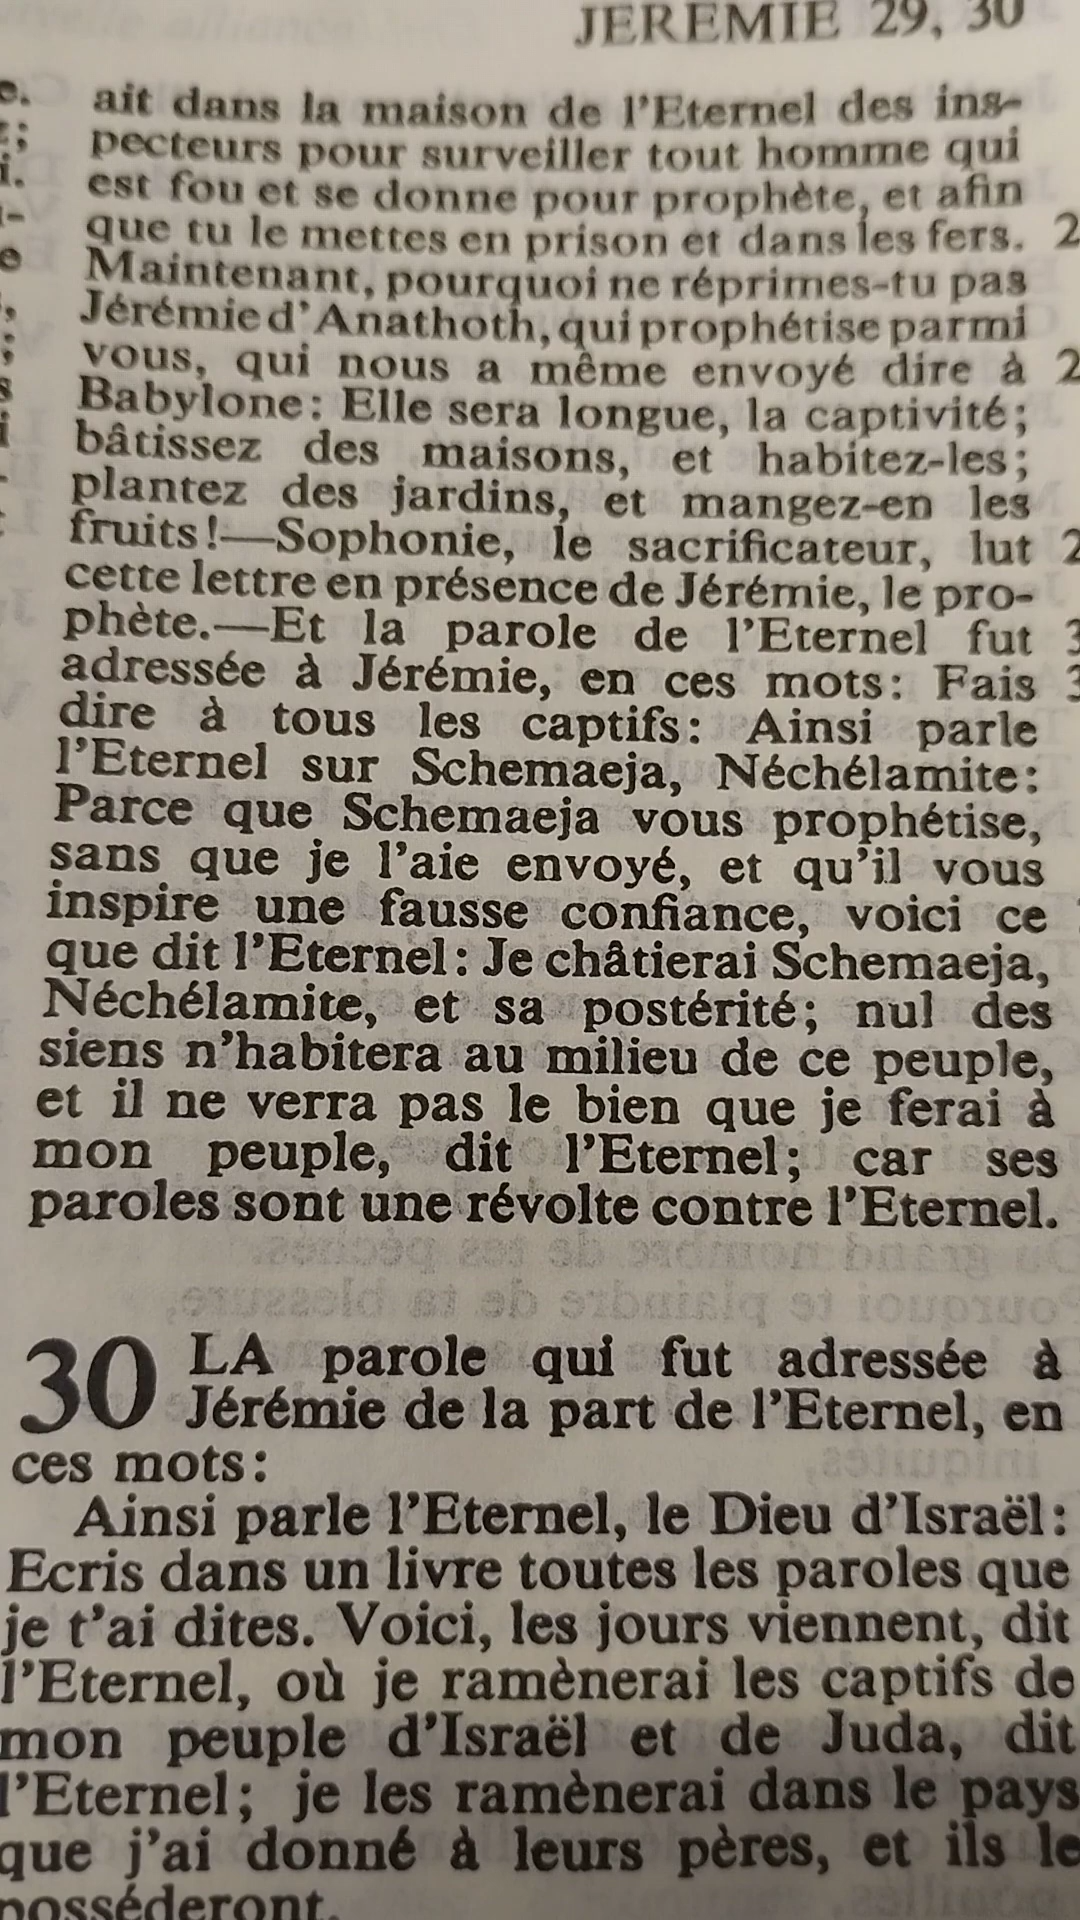 JEREMIE 29, 30
ait dans la maison de l'Eternel des ins-
pecteurs pour surveiller tout homme qui
est fou et se donne pour prophète, et afin
que tu le mettes en prison et dans les fers.
Maintenant, pourquoi ne réprimes-tu pas
Jérémie d'Anathoth, qui prophétise parmi
vous, qui nous a même envoyé dire à
Babylone: Elle sera longue, la captivité;
bâtissez des maisons, et habitez-les;
plantez des jardins, et mangez-en les
fruits!—Sophonie, le sacrificateur, lut
cette lettre en présence de Jérémie, le pro-
phète.—Et la parole de l'Eternel fut
adressée à Jérémie, en ces mots: Fais
dire à tous les captifs: Ainsi parle
l'Eternel sur Schemaeja, Néchélamite:
Parce que Schemaeja vous prophétise,
sans que je l'aie envoyé, et qu'il vous
inspire une fausse confiance, voici ce
que dit l'Eternel: Je châtierai Schemaeja,
Néchélamite, et sa postérité; nul des
siens n'habitera au milieu de ce peuple,
et il ne verra pas le bien que je ferai à
mon peuple, dit l'Eternel; car ses
paroles sont une révolte contre l'Eternel.
30 LA parole qui fut adressée à
Jérémie de la part de l'Eternel, en
ces mots:
Ainsi parle l'Eternel, le Dieu d'Israël:
Ecris dans un livre toutes les paroles que
je t'ai dites. Voici, les jours viennent, dit
l'Eternel, où je ramènerai les captifs de
mon peuple d'Israël et de Juda, dit
l'Eternel; je les ramènerai dans le pays
que j'ai donné à leurs pères, et ils le
posséderont.